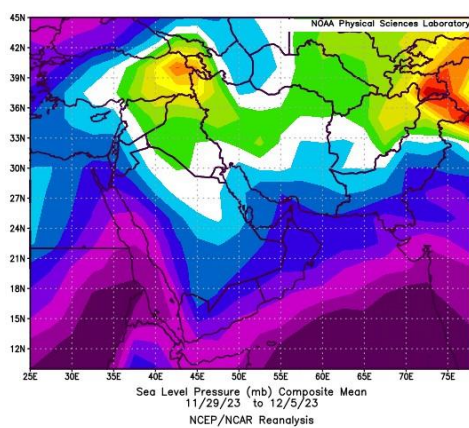 NOAA Physical Sciences Laboratory
45N
42N
39N
36N
33N
30N
27N
24N
21N
18N
15N
12N
25E 30E 35E 40E 45E 50E 55E 60E 65E 70E 75E
Sea Level Pressure (mb) Composite Mean
11/29/23 to 12/5/23
NCEP/NCAR Reanalysis